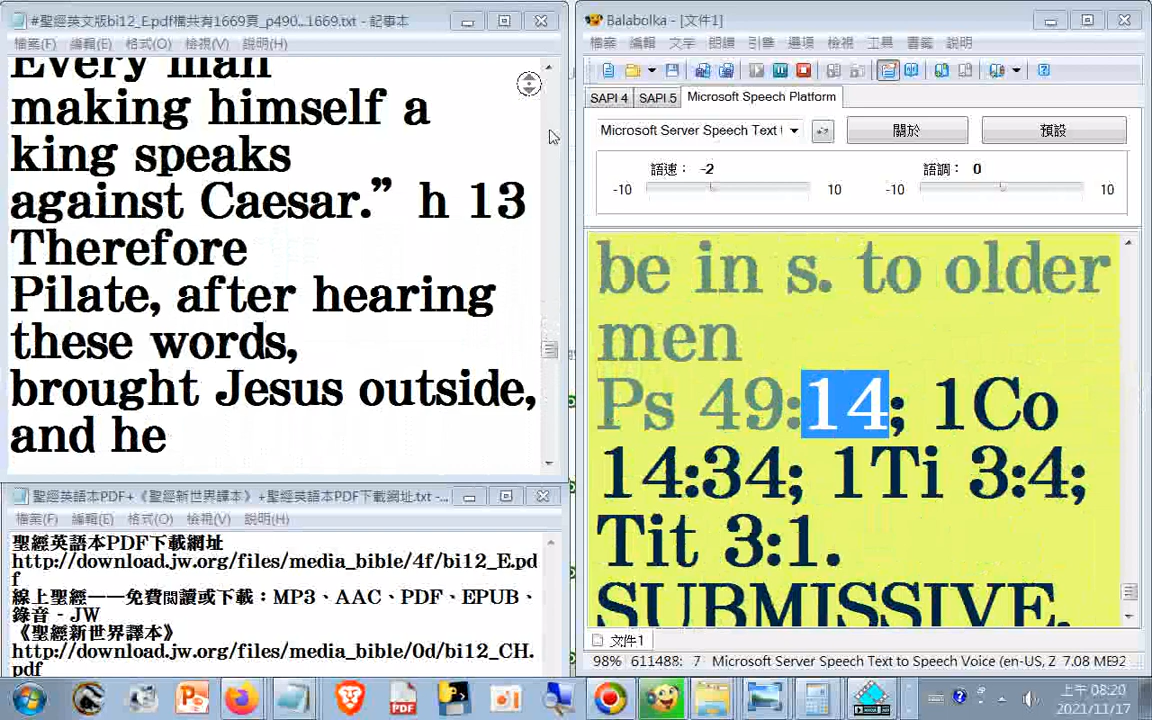 #聖經英文版bi12_E.pdf檔共有1669頁_p490...1669.txt - 記事本
檔案(F) 編輯(E) 格式(O) 檢視(V) 說明(H)
Every man
making himself a
king speaks
against Caesar.” h 13
Therefore
Pilate, after hearing
these words,
brought Jesus outside,
and he
聖經英語本PDF+《聖經新世界譯本》+聖經英語本PDF下載網址.txt -...
檔案(F) 編輯(E) 格式(O) 檢視(V) 說明(H)
聖經英語本PDF下載網址
http://download.jw.org/files/media_bible/4f/bi12_E.pd
f
線上聖經——免費閱讀或下載：MP3、AAC、PDF、EPUB、
錄音 - JW
《聖經新世界譯本》
http://download.jw.org/files/media_bible/0d/bi12_CH.
pdf
Balabolka - [文件1]
檔案 編輯 文字 朗讀 引擎 選項 檢視 工具 書籤 說明
SAPI 4 SAPI 5 Microsoft Speech Platform
Microsoft Server Speech Text 關於 預設
語速： -2 語調： 0
-10 10 -10 10
be in s. to older
men
Ps 49:14; 1Co
14:34; 1Ti 3:4;
Tit 3:1.
SUBMISSIVE,
文件1
98% 611488: 7 Microsoft Server Speech Text to Speech Voice (en-US, Z 7.08 ME92
上午 08:20
2021/11/17